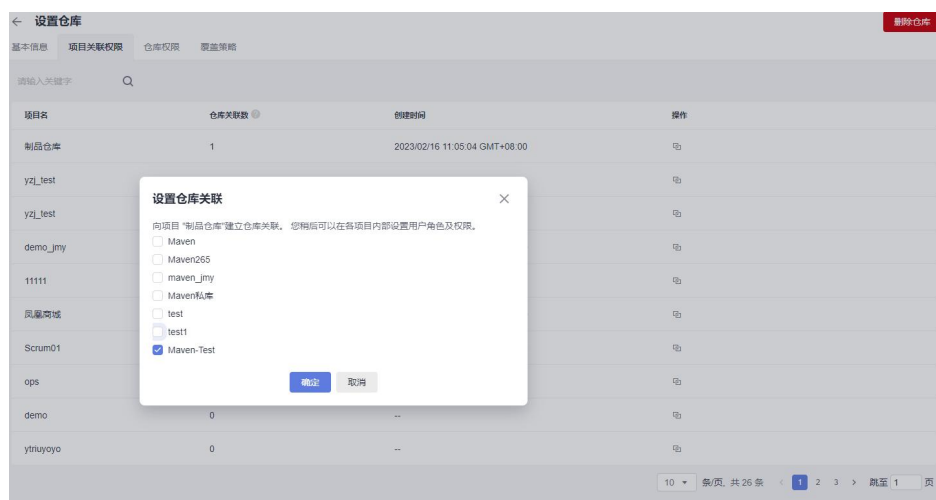 ← 设置仓库 删除仓库
基本信息 项目关联权限 仓库权限 覆盖策略
请输入关键字
项目名 仓库关联数 创建时间 操作
制品仓库 1 2023/02/16 11:05:04 GMT+08:00
yzj_test
yzj_test
demo_jmy
11111
凤凰商城
Scrum01
ops
demo 0 --
ytriuyoyo 0 --
设置仓库关联
向项目 "制品仓库"建立仓库关联。 您稍后可以在各项目内部设置用户角色及权限。
Maven
Maven265
maven_jmy
Maven私库
test
test1
Maven-Test
确定 取消
10 条/页, 共 26 条 < 1 2 3 > 跳至 1 页